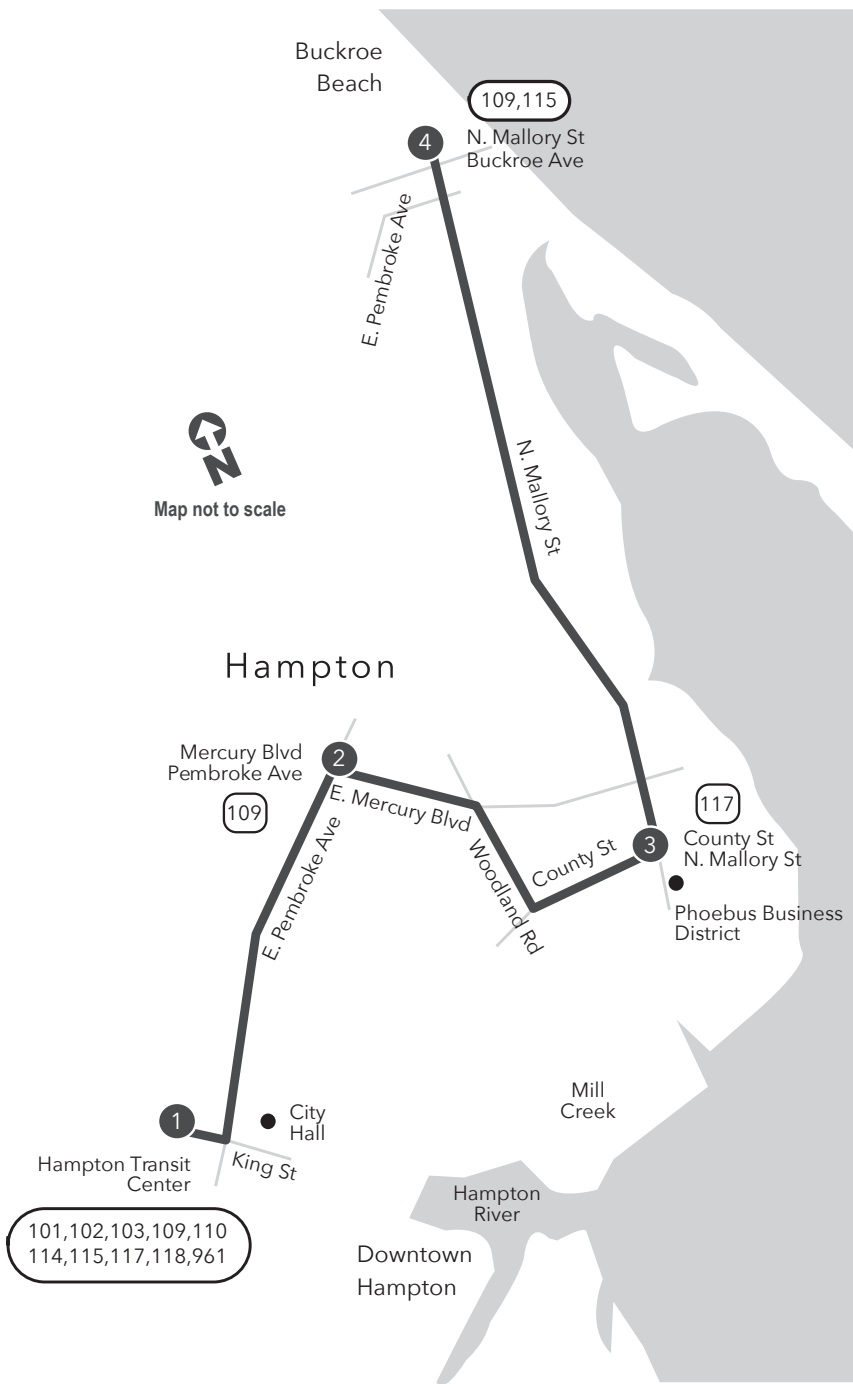 Buckroe
Beach
109,115
4
N. Mallory St
Buckroe Ave
E. Pembroke Ave
N
Map not to scale
N. Mallory St
Hampton
Mercury Blvd
Pembroke Ave
2
109
E. Mercury Blvd
117
County St
N. Mallory St
3
County St
Woodland Rd
E. Pembroke Ave
Phoebus Business
District
Mill
Creek
1
City
Hall
Hampton Transit
Center
King St
Hampton
River
101,102,103,109,110
114,115,117,118,961
Downtown
Hampton